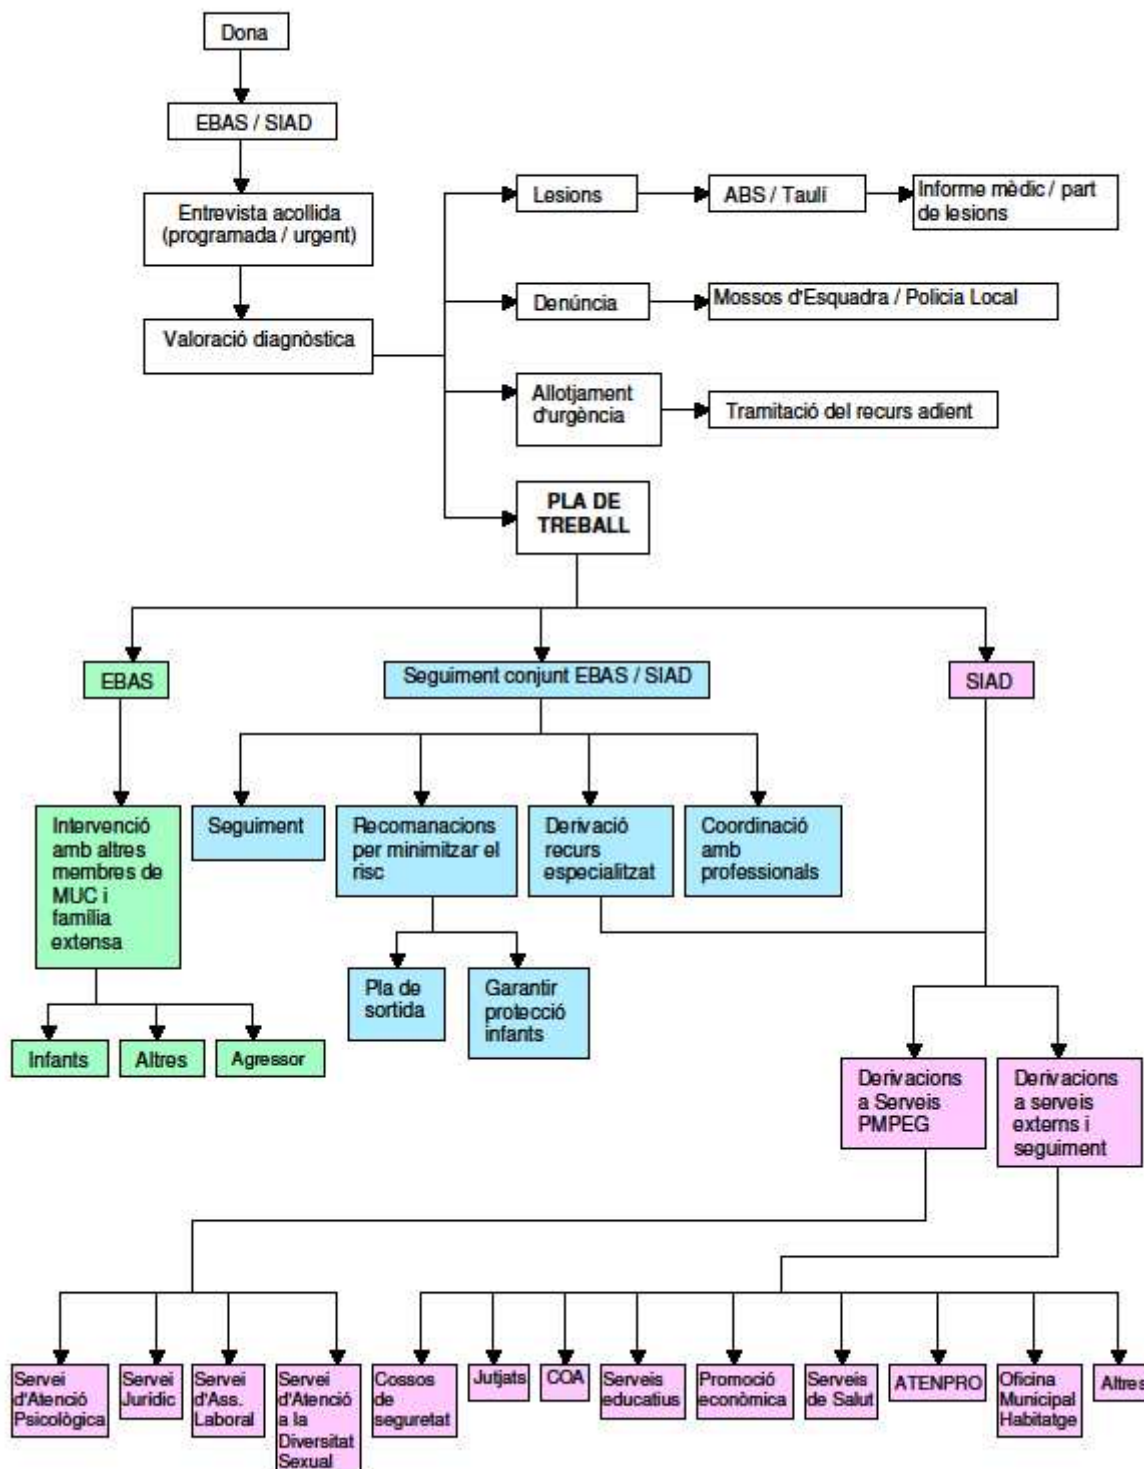 Dona
EBAS / SIAD
Entrevista acollida
(programada / urgent)
Valoració diagnòstica
Lesions
ABS / Taulí
Informe mèdic / part
de lesions
Denúncia
Mossos d'Esquadra / Policia Local
Allotjament
d'urgència
Tramitació del recurs adient
PLA DE
TREBALL
EBAS
Seguiment conjunt EBAS / SIAD
SIAD
Intervenció
amb altres
membres de
MUC i
família
extensa
Seguiment
Recomanacions
per minimitzar el
risc
Derivació
recurs
especialitzat
Coordinació
amb
professionals
Pla de
sortida
Garantir
protecció
infants
Infants
Altres
Agressor
Derivacions
a Serveis
PMPEG
Derivacions
a serveis
externs i
seguiment
Servei
d'Atenció
Psicològica
Servei
Jurídic
Servei
d'Ass.
Laboral
Servei
d'Atenció
a la
Diversitat
Sexual
Cossos
de
seguretat
Jutjats
COA
Serveis
educatius
Promoció
econòmica
Serveis
de Salut
ATENPRO
Oficina
Municipal
Habitatge
Altres